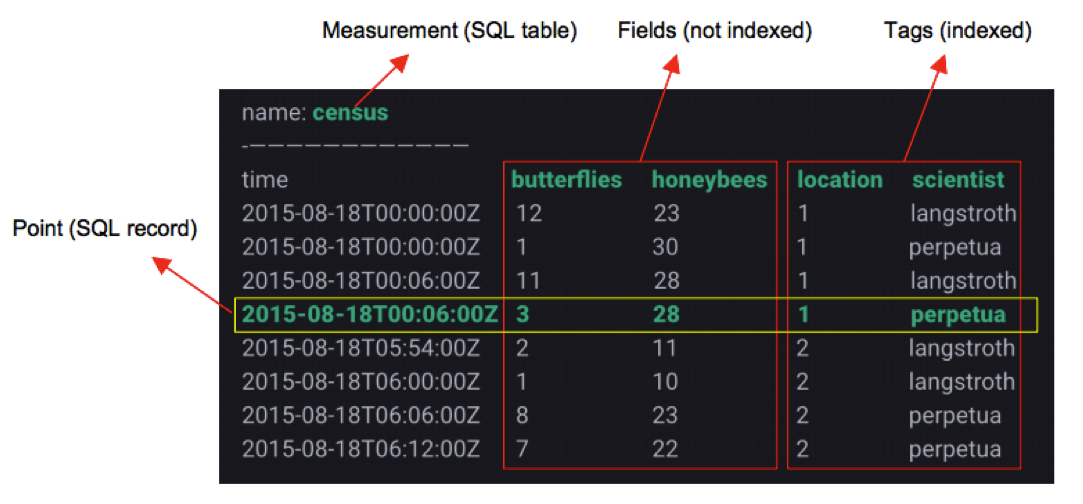 Measurement (SQL table) Fields (not indexed) Tags (indexed)
name: census
-------------
time butterflies honeybees location scientist
2015-08-18T00:00:00Z 12 23 1 langstroth
Point (SQL record)
2015-08-18T00:00:00Z 1 30 1 perpetua
2015-08-18T00:06:00Z 11 28 1 langstroth
2015-08-18T00:06:00Z 3 28 1 perpetua
2015-08-18T05:54:00Z 2 11 2 langstroth
2015-08-18T06:00:00Z 1 10 2 langstroth
2015-08-18T06:06:00Z 8 23 2 perpetua
2015-08-18T06:12:00Z 7 22 2 perpetua